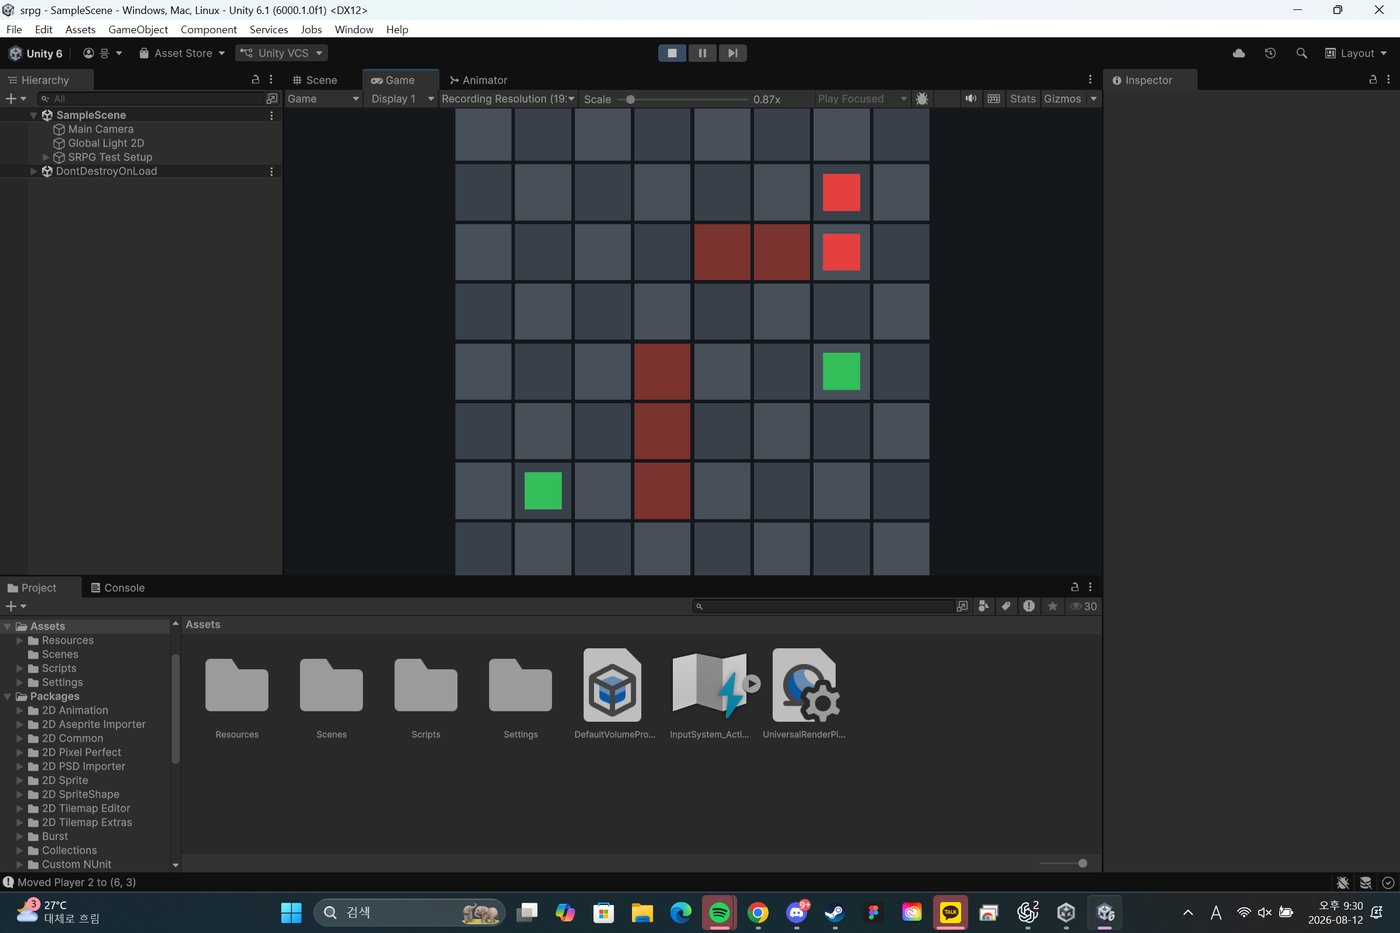 srpg - SampleScene - Windows, Mac, Linux - Unity 6.1 (6000.1.0f1) <DX12>
File Edit Assets GameObject Component Services Jobs Window Help
Unity 6 뭉 Asset Store Unity VCS Layout
Hierarchy Scene Game Animator Inspector
All Game Display 1 Recording Resolution (19: Scale 0.87x Play Focused Stats Gizmos
SampleScene
Main Camera
Global Light 2D
SRPG Test Setup
DontDestroyOnLoad
Project Console
30
Assets
Resources
Scenes
Scripts
Settings
Packages
2D Animation
2D Aseprite Importer
2D Common
2D Pixel Perfect
2D PSD Importer
2D Sprite
2D SpriteShape
2D Tilemap Editor
2D Tilemap Extras
Burst
Collections
Custom NUnit
Assets
Resources Scenes Scripts Settings DefaultVolumePro... InputSystem_Acti... UniversalRenderPi...
Moved Player 2 to (6, 3)
3
27°C
대체로 흐림
검색
9+
TALK
2
6
A
오후 9:30
2026-08-12